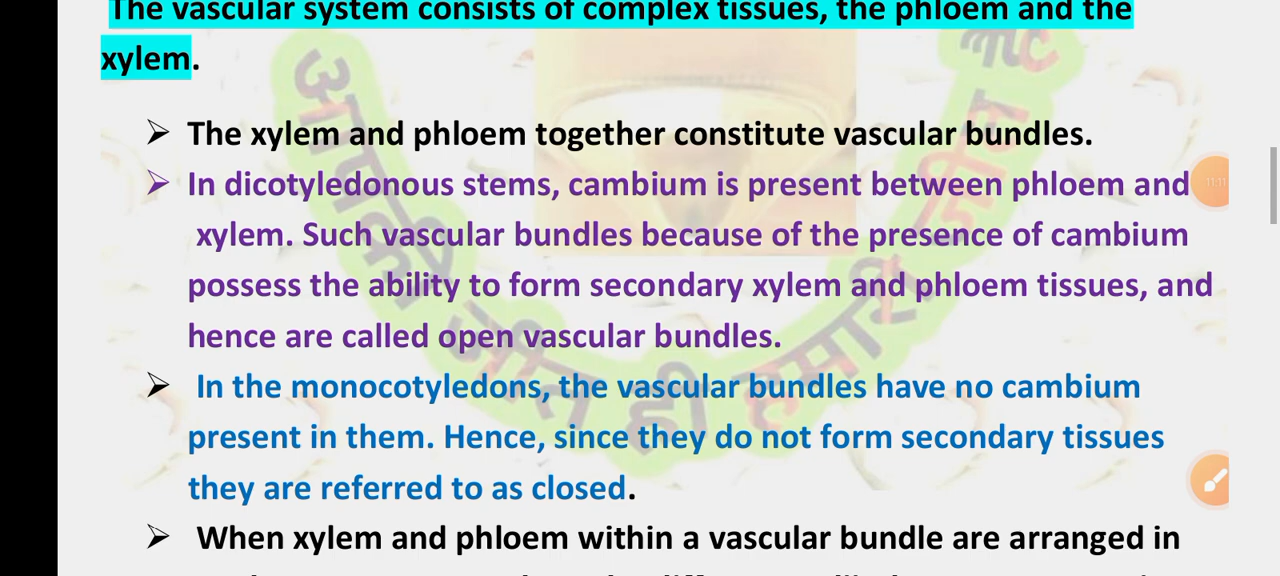 The vascular system consists of complex tissues, the phloem and the
xylem.
➢ The xylem and phloem together constitute vascular bundles.
➢ In dicotyledonous stems, cambium is present between phloem and
xylem. Such vascular bundles because of the presence of cambium
possess the ability to form secondary xylem and phloem tissues, and
hence are called open vascular bundles.
➢ In the monocotyledons, the vascular bundles have no cambium
present in them. Hence, since they do not form secondary tissues
they are referred to as closed.
➢ When xylem and phloem within a vascular bundle are arranged in
11:11
आपकी जीत ही हमारी जीत